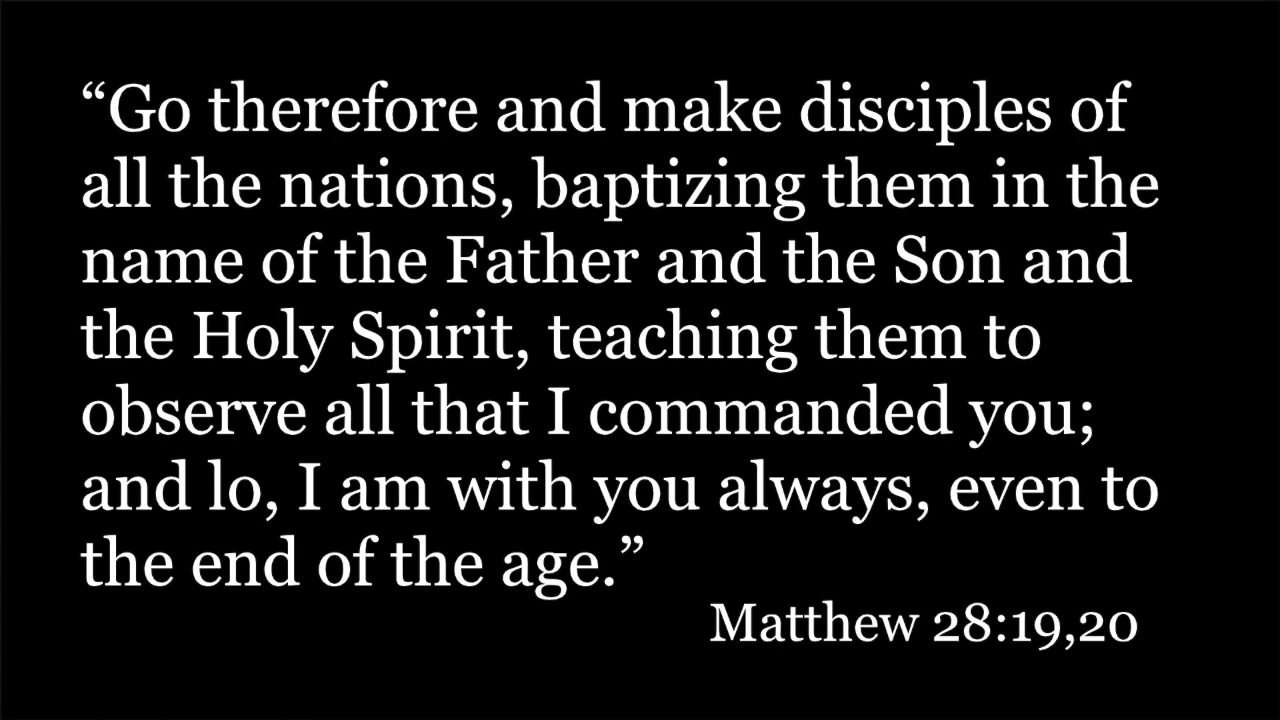 “Go therefore and make disciples of
all the nations, baptizing them in the
name of the Father and the Son and
the Holy Spirit, teaching them to
observe all that I commanded you;
and lo, I am with you always, even to
the end of the age.”
Matthew 28:19,20